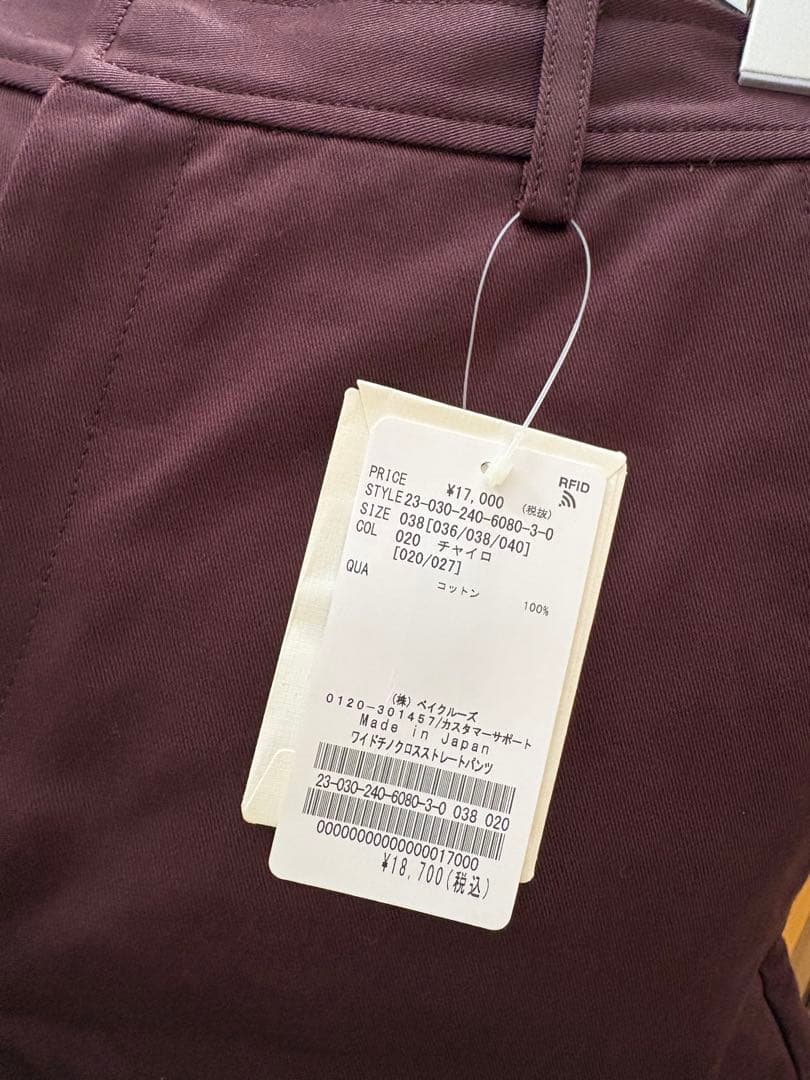 RFID
PRICE ¥17,000 (税抜)
STYLE 23-030-240-6080-3-0
SIZE 038[036/038/040]
COL 020 チャイロ
[020/027]
QUA コットン 100%
(株) ベイクルーズ
0120-301457/カスタマーサポート
Made in Japan
ワイドチノクロスストレートパンツ
23-030-240-6080-3-0 038 020
00000000000000017000
¥18,700(税込)